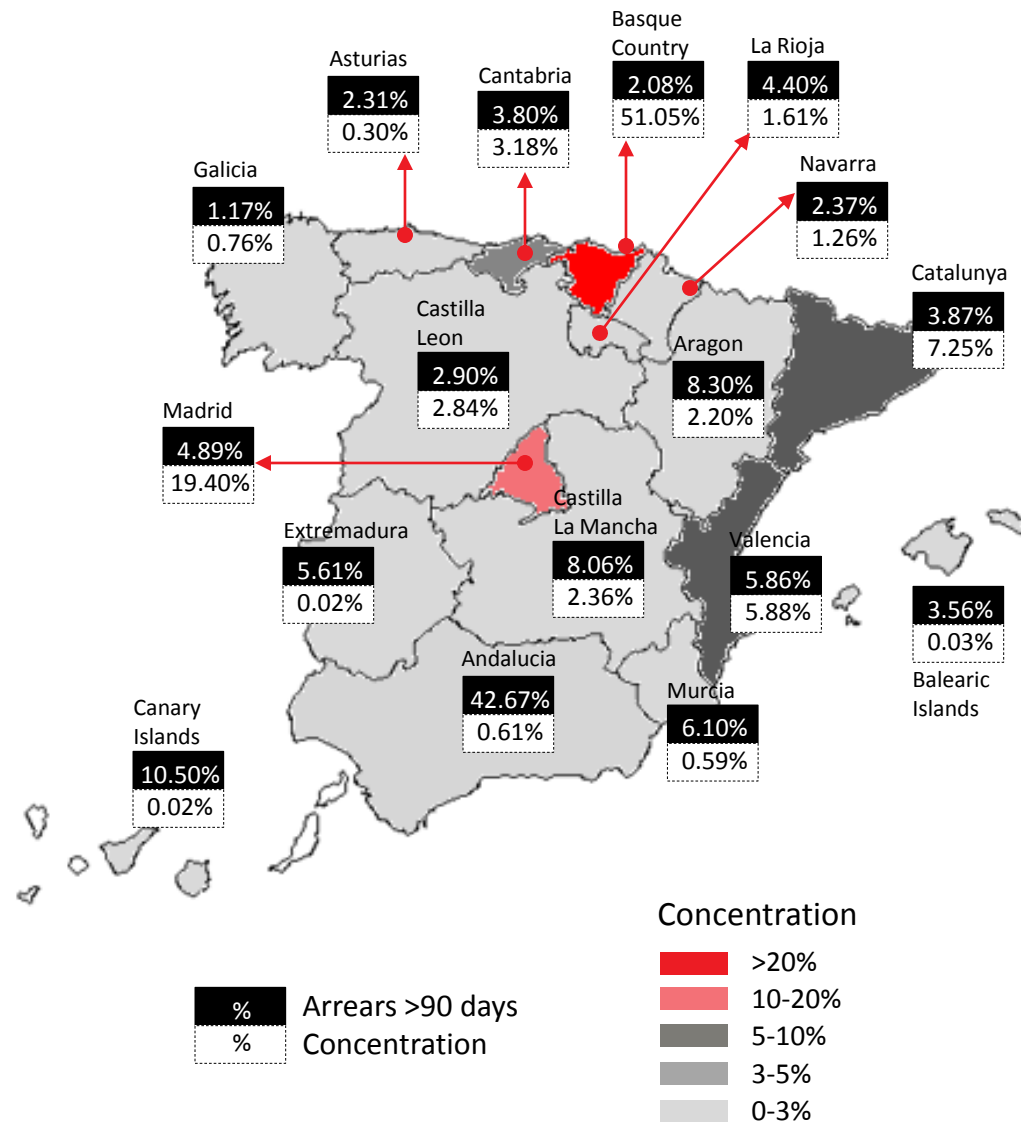 Basque
Country
2.08%
51.05%
La Rioja
4.40%
1.61%
Asturias
2.31%
0.30%
Cantabria
3.80%
3.18%
Navarra
2.37%
1.26%
Galicia
1.17%
0.76%
Catalunya
3.87%
7.25%
Castilla
Leon
2.90%
2.84%
Aragon
8.30%
2.20%
Madrid
4.89%
19.40%
Castilla
La Mancha
8.06%
2.36%
Extremadura
5.61%
0.02%
Valencia
5.86%
5.88%
3.56%
0.03%
Balearic
Islands
Andalucia
42.67%
0.61%
Murcia
6.10%
0.59%
Canary
Islands
10.50%
0.02%
Concentration
>20%
10-20%
5-10%
3-5%
0-3%
% Arrears >90 days
% Concentration